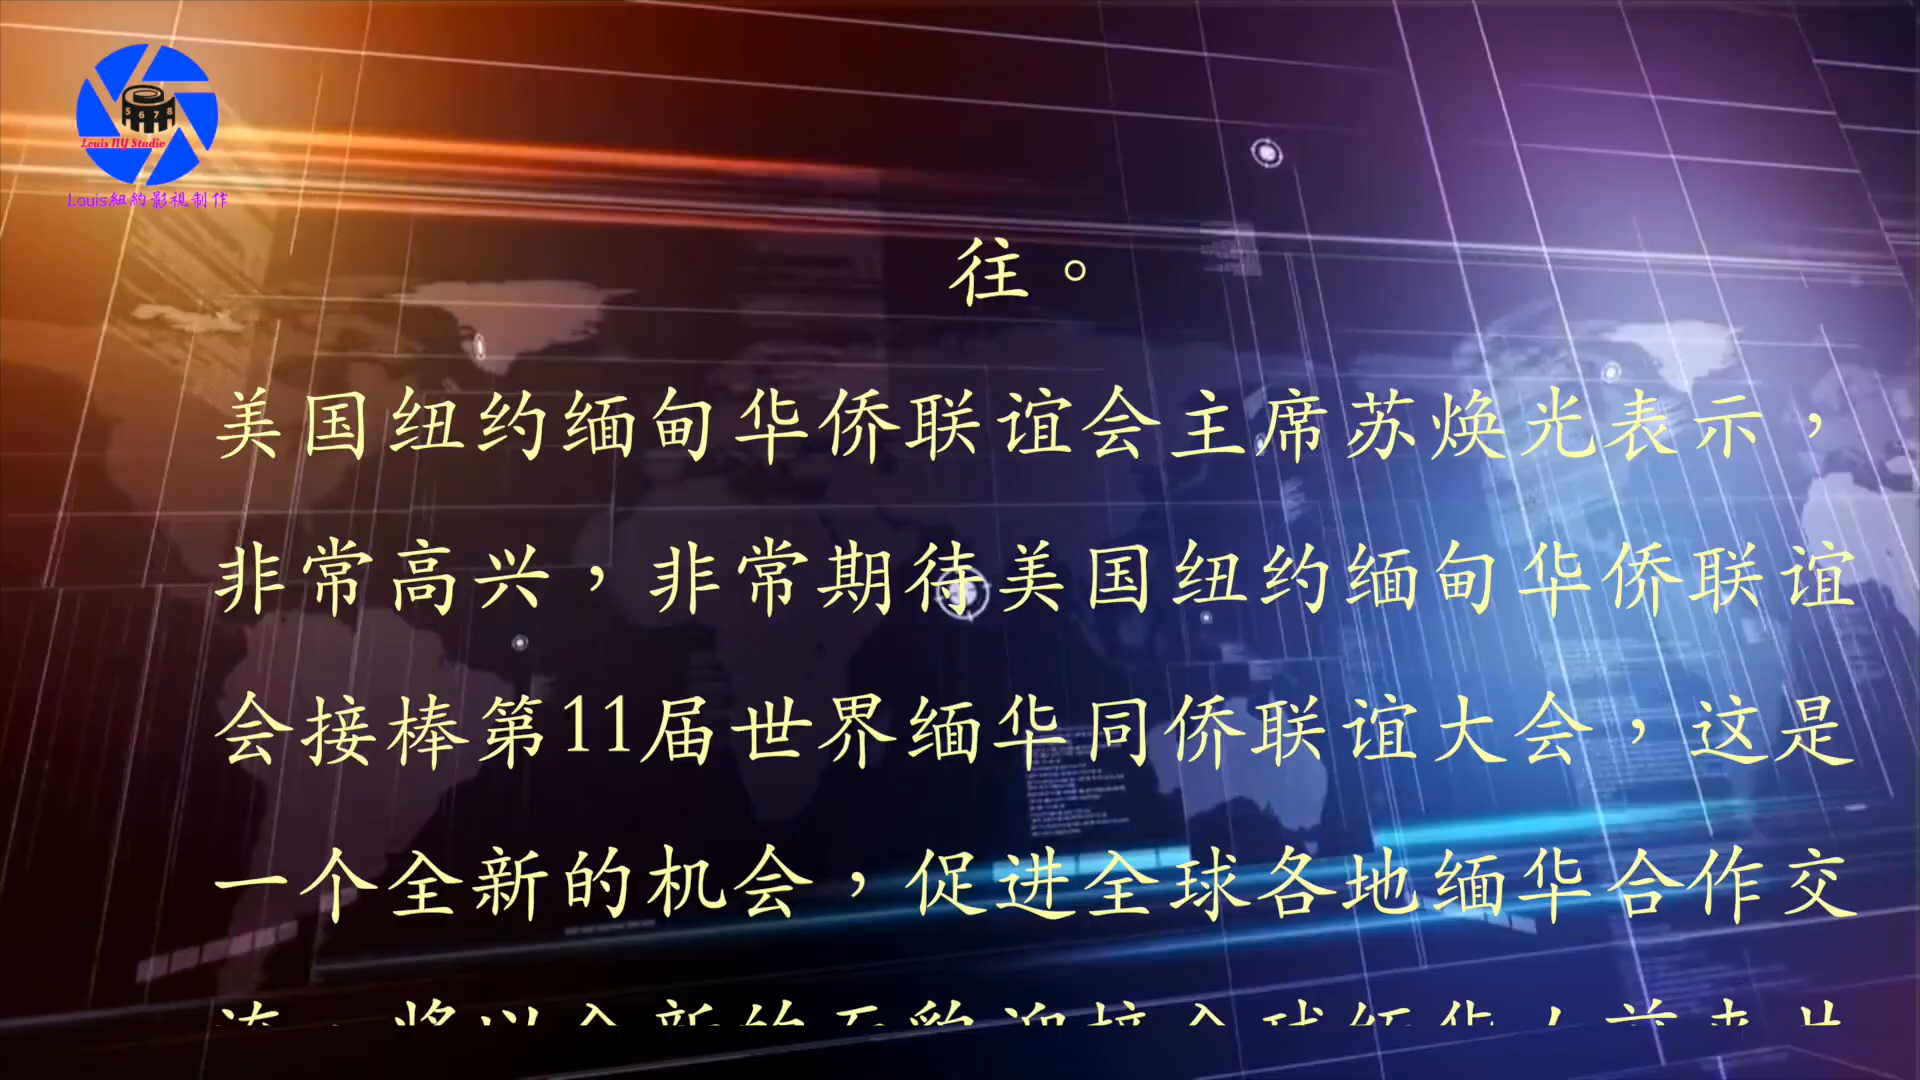 5678
Louis NY Studio
Louis紐約影视制作
往。
美国纽约缅甸华侨联谊会主席苏焕光表示，
非常高兴，非常期待美国纽约缅甸华侨联谊
会接棒第11届世界缅华同侨联谊大会，这是
一个全新的机会，促进全球各地缅华合作交